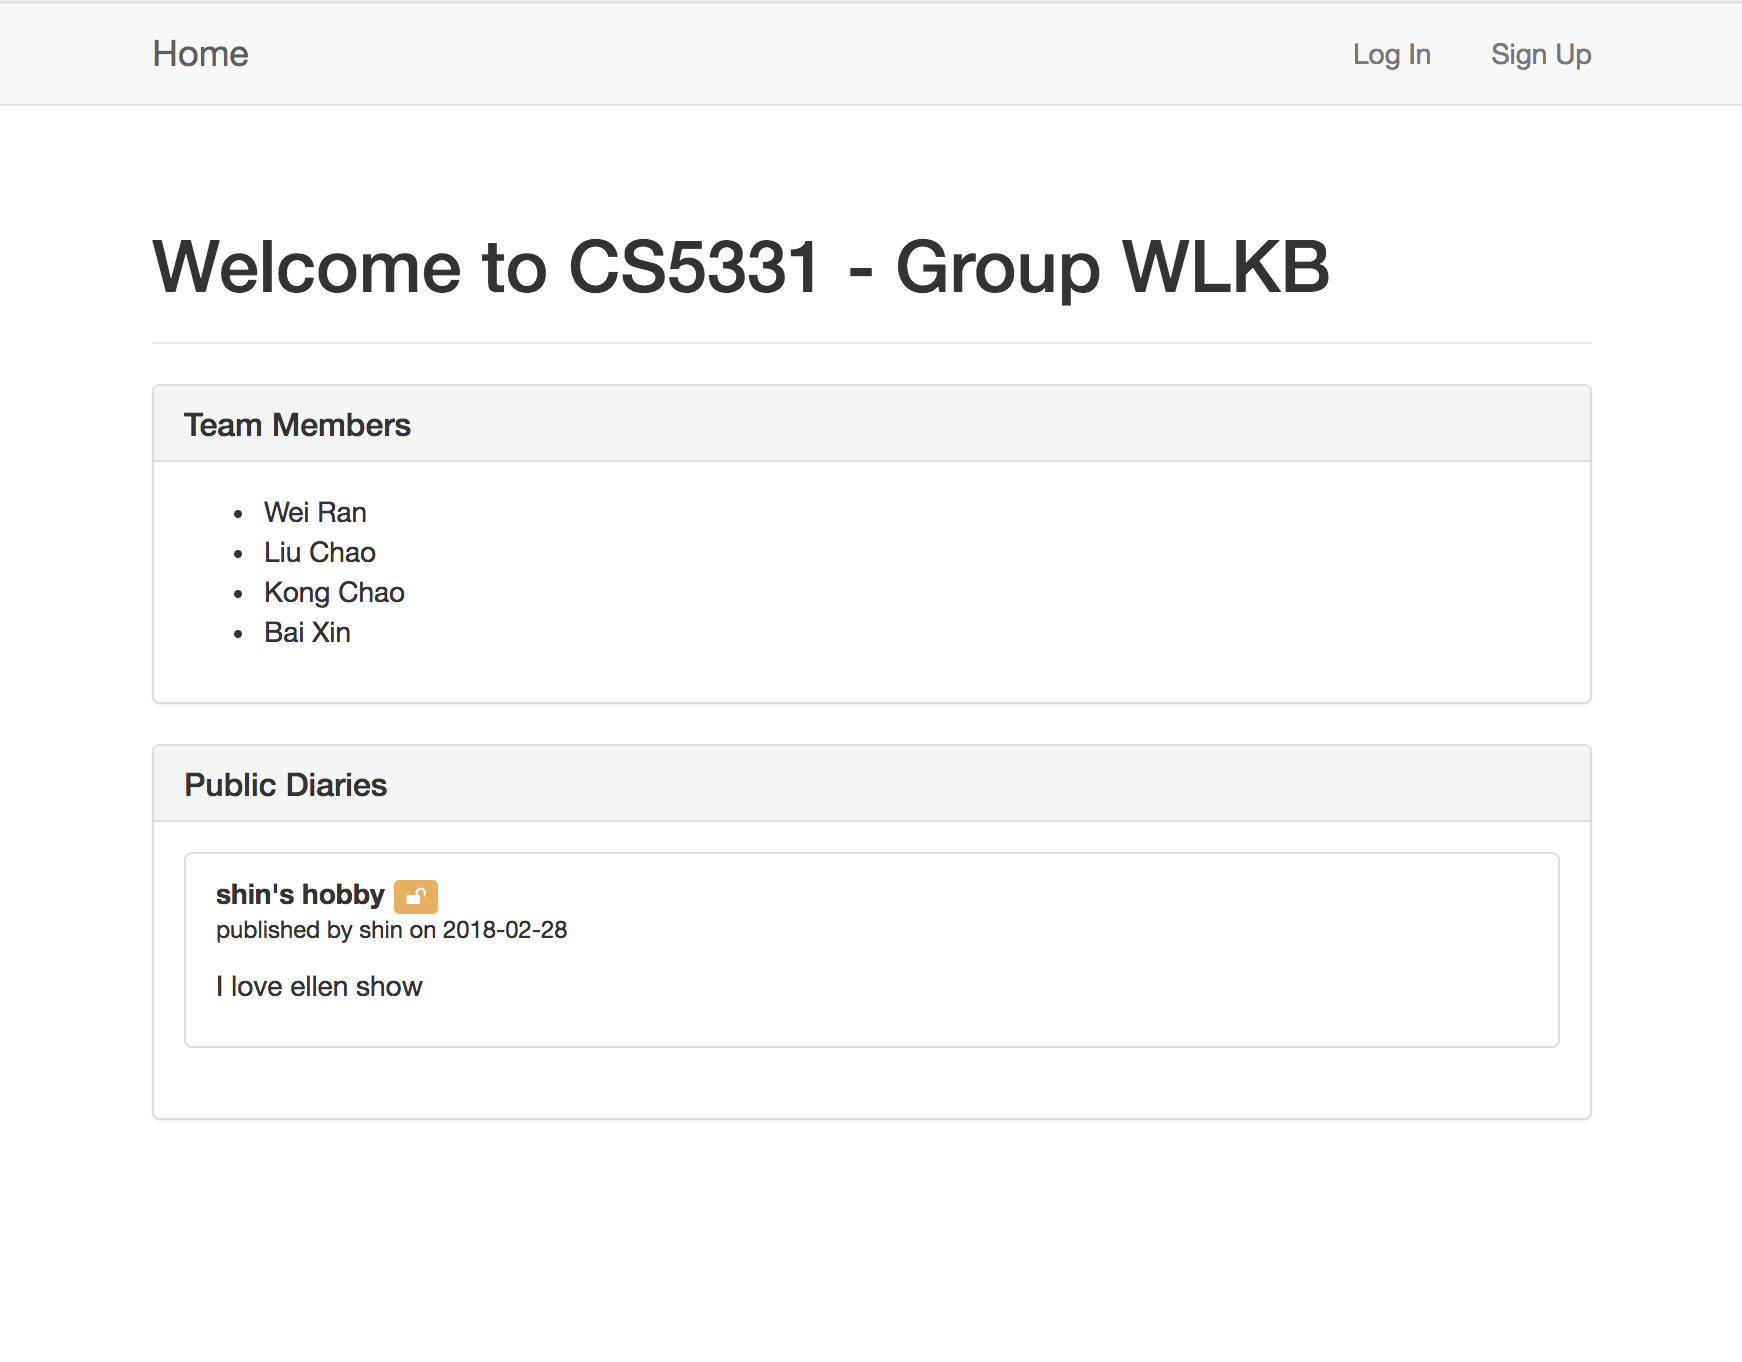 Home
Log In
Sign Up
Welcome to CS5331 - Group WLKB
Team Members
Wei Ran
Liu Chao
Kong Chao
Bai Xin
Public Diaries
shin's hobby
published by shin on 2018-02-28
I love ellen show